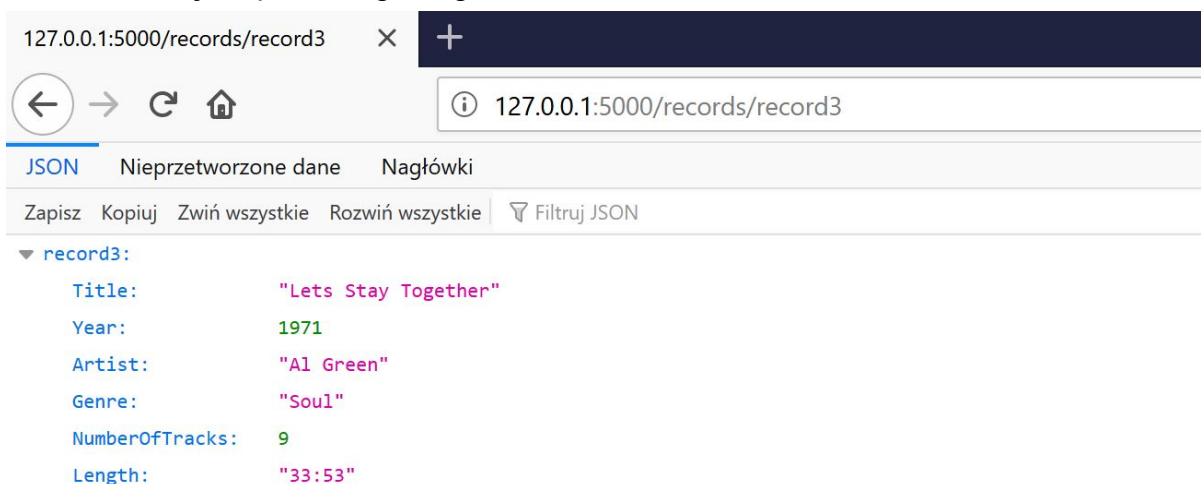 127.0.0.1:5000/records/record3
127.0.0.1:5000/records/record3
JSON Nieprzetworzone dane Nagłówki
Zapisz Kopiuj Zwiń wszystkie Rozwiń wszystkie Filtruj JSON
record3:
Title: "Lets Stay Together"
Year: 1971
Artist: "Al Green"
Genre: "Soul"
NumberOfTracks: 9
Length: "33:53"